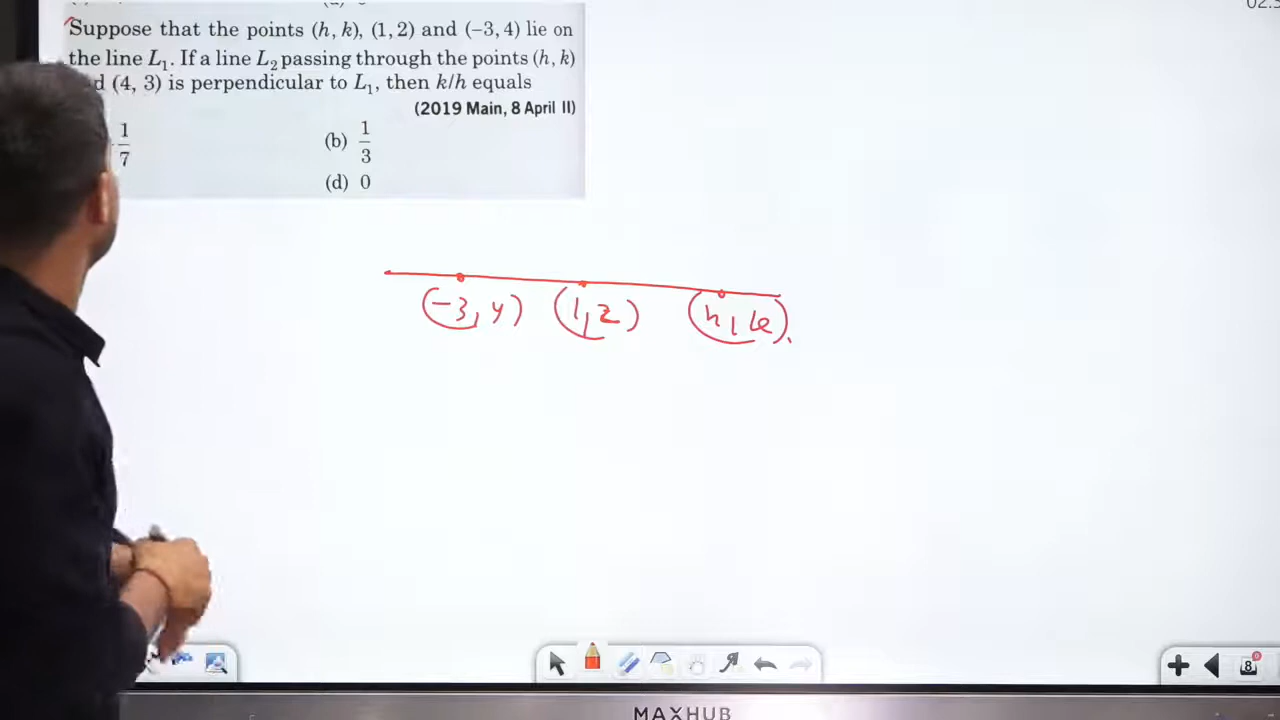 02.
Suppose that the points (h, k), (1, 2) and (−3, 4) lie on
the line L₁. If a line L₂ passing through the points (h, k)
d (4, 3) is perpendicular to L₁, then k/h equals
(2019 Main, 8 April II)
1/7
(b) 1/3
(d) 0
(-3, 4) (1, 2) (h, k).
8
MAXHUB